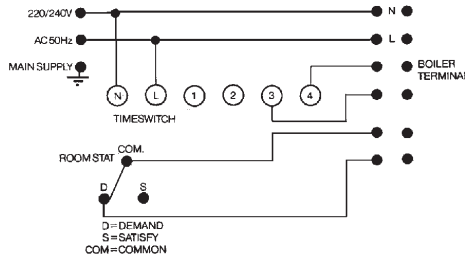 220/240V
N
AC 50Hz
L
MAIN SUPPLY
BOILER
TERMINAL
N L 1 2 3 4
TIMESWITCH
COM.
ROOM STAT
D S
D=DEMAND
S=SATISFY
COM=COMMON